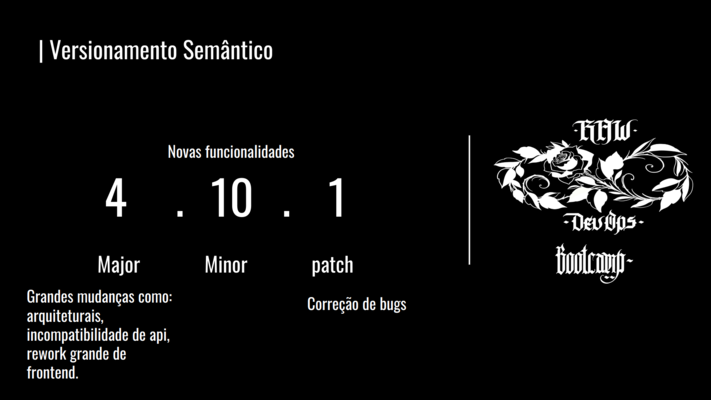 | Versionamento Semântico
Novas funcionalidades
4 . 10 . 1
Major Minor patch
Grandes mudanças como:
arquiteturais,
incompatibilidade de api,
rework grande de
frontend.
Correção de bugs
-RAW-
-DevOps-
Bootcamp-